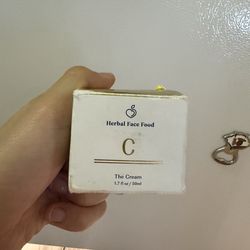 Herbal Face Food
C
The Cream
1.7 fl oz / 50ml